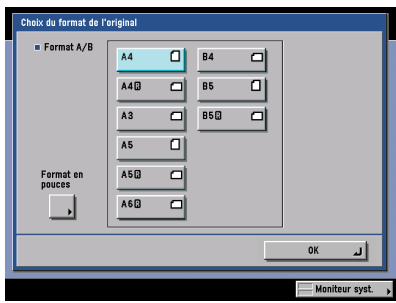 Choix du format de l'original
Format A/B
A4
B4
A4R
B5
A3
B5R
A5
Format en
pouces
A5R
A6R
OK
Moniteur syst.